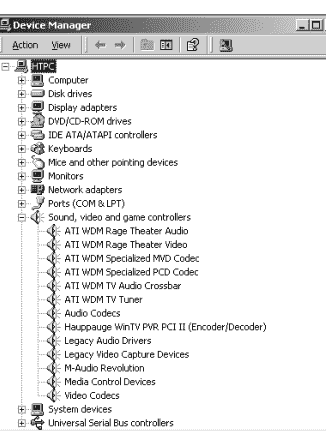 Device Manager
Action View
HTPC
Computer
Disk drives
Display adapters
DVD/CD-ROM drives
IDE ATA/ATAPI controllers
Keyboards
Mice and other pointing devices
Monitors
Network adapters
Ports (COM & LPT)
Sound, video and game controllers
ATI WDM Rage Theater Audio
ATI WDM Rage Theater Video
ATI WDM Specialized MVD Codec
ATI WDM Specialized PCD Codec
ATI WDM TV Audio Crossbar
ATI WDM TV Tuner
Audio Codecs
Hauppauge WinTV PVR PCI II (Encoder/Decoder)
Legacy Audio Drivers
Legacy Video Capture Devices
M-Audio Revolution
Media Control Devices
Video Codecs
System devices
Universal Serial Bus controllers